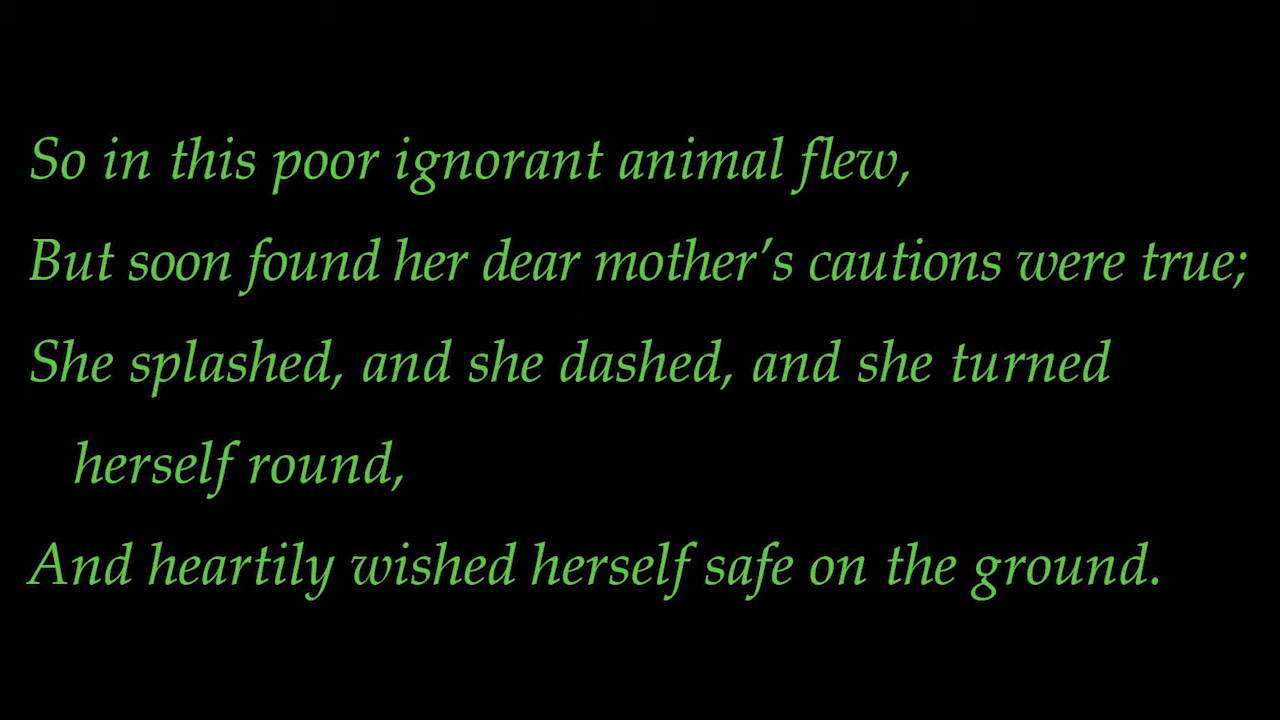 So in this poor ignorant animal flew,
But soon found her dear mother’s cautions were true;
She splashed, and she dashed, and she turned
herself round,
And heartily wished herself safe on the ground.